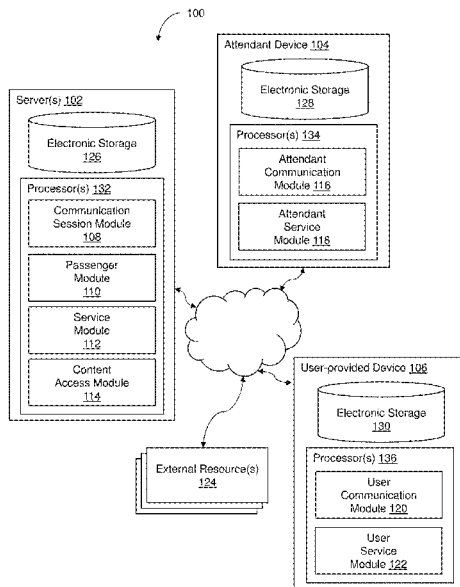 100
Server(s) 102
Electronic Storage
126
Processor(s) 132
Communication
Session Module
108
Passenger
Module
110
Service
Module
112
Content
Access Module
114
Attendant Device 104
Electronic Storage
128
Processor(s) 134
Attendant
Communication
Module 116
Attendant
Service
Module 118
External Resource(s)
124
User-provided Device 106
Electronic Storage
130
Processor(s) 136
User
Communication
Module 120
User
Service
Module 122